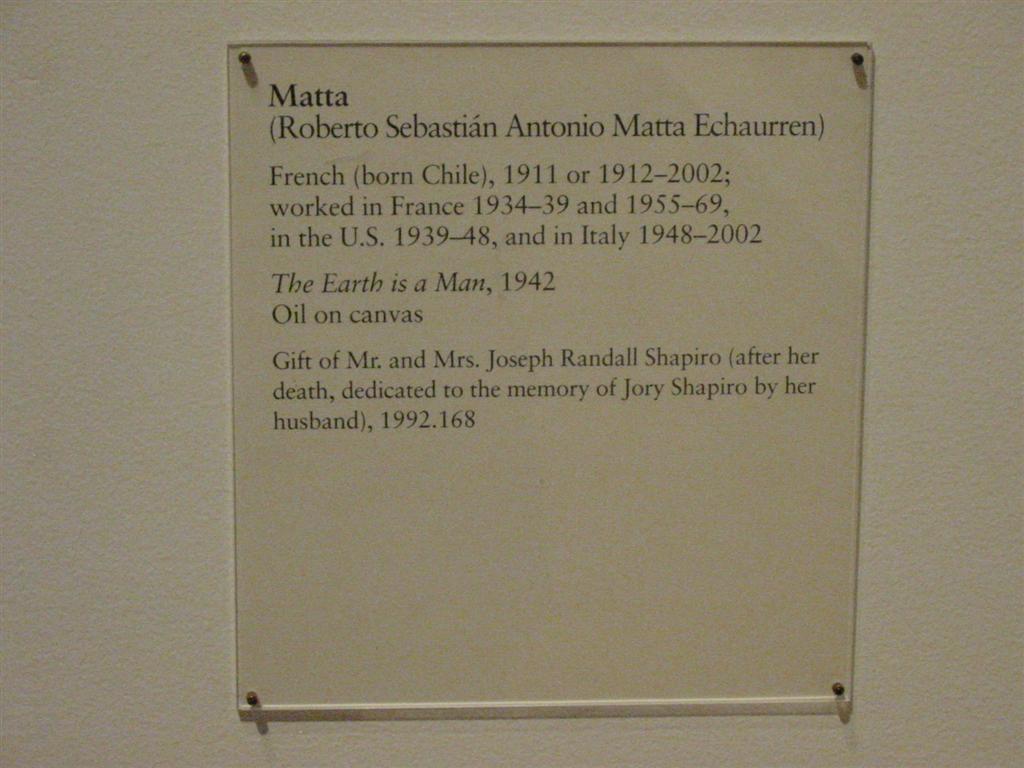 Matta
(Roberto Sebastián Antonio Matta Echaurren)
French (born Chile), 1911 or 1912–2002;
worked in France 1934–39 and 1955–69,
in the U.S. 1939–48, and in Italy 1948–2002
The Earth is a Man, 1942
Oil on canvas
Gift of Mr. and Mrs. Joseph Randall Shapiro (after her
death, dedicated to the memory of Jory Shapiro by her
husband), 1992.168